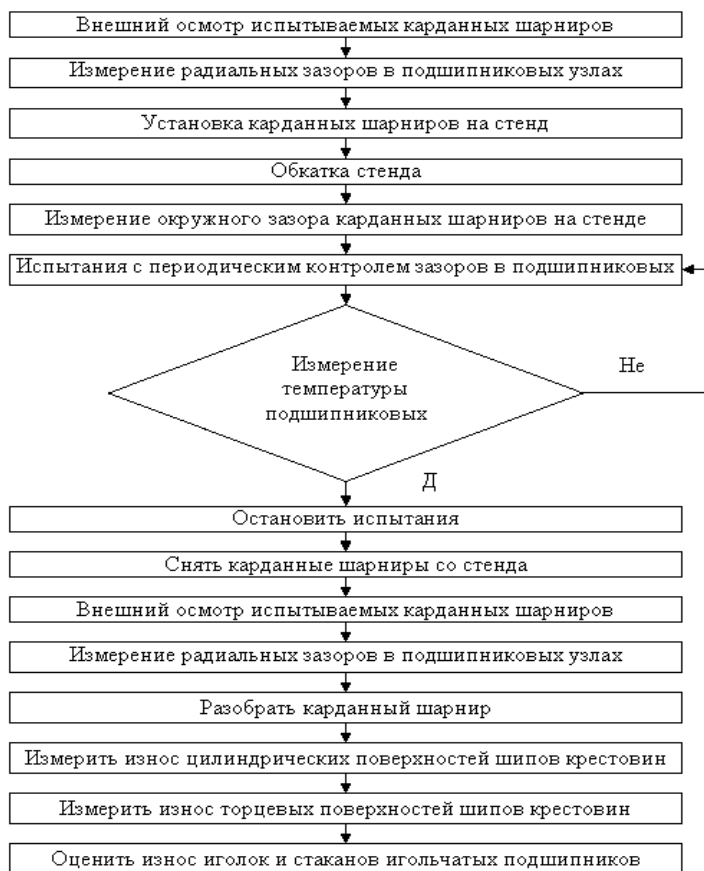 Внешний осмотр испытываемых карданных шарниров
Измерение радиальных зазоров в подшипниковых узлах
Установка карданных шарниров на стенд
Обкатка стенда
Измерение окружного зазора карданных шарниров на стенде
Испытания с периодическим контролем зазоров в подшипниковых
Измерение
температуры
подшипниковых
Не
Д
Остановить испытания
Снять карданные шарниры со стенда
Внешний осмотр испытываемых карданных шарниров
Измерение радиальных зазоров в подшипниковых узлах
Разобрать карданный шарнир
Измерить износ цилиндрических поверхностей шипов крестовин
Измерить износ торцевых поверхностей шипов крестовин
Оценить износ иголок и стаканов игольчатых подшипников